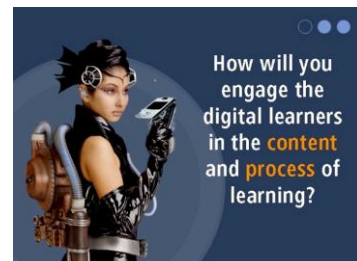 How will you
engage the
digital learners
in the content
and process of
learning?